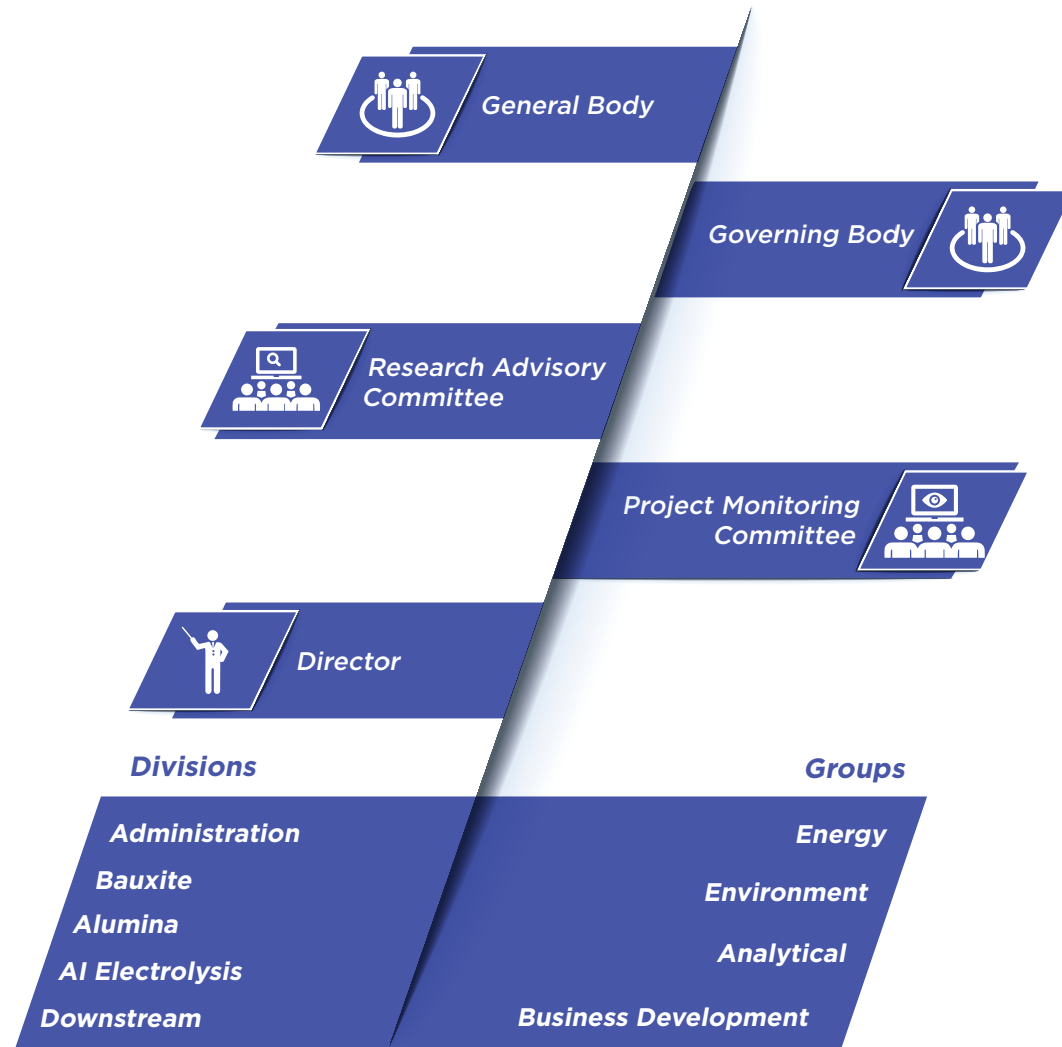 General Body
Governing Body
Research Advisory
Committee
Project Monitoring
Committee
Director
Divisions
Administration
Bauxite
Alumina
Al Electrolysis
Downstream
Groups
Energy
Environment
Analytical
Business Development